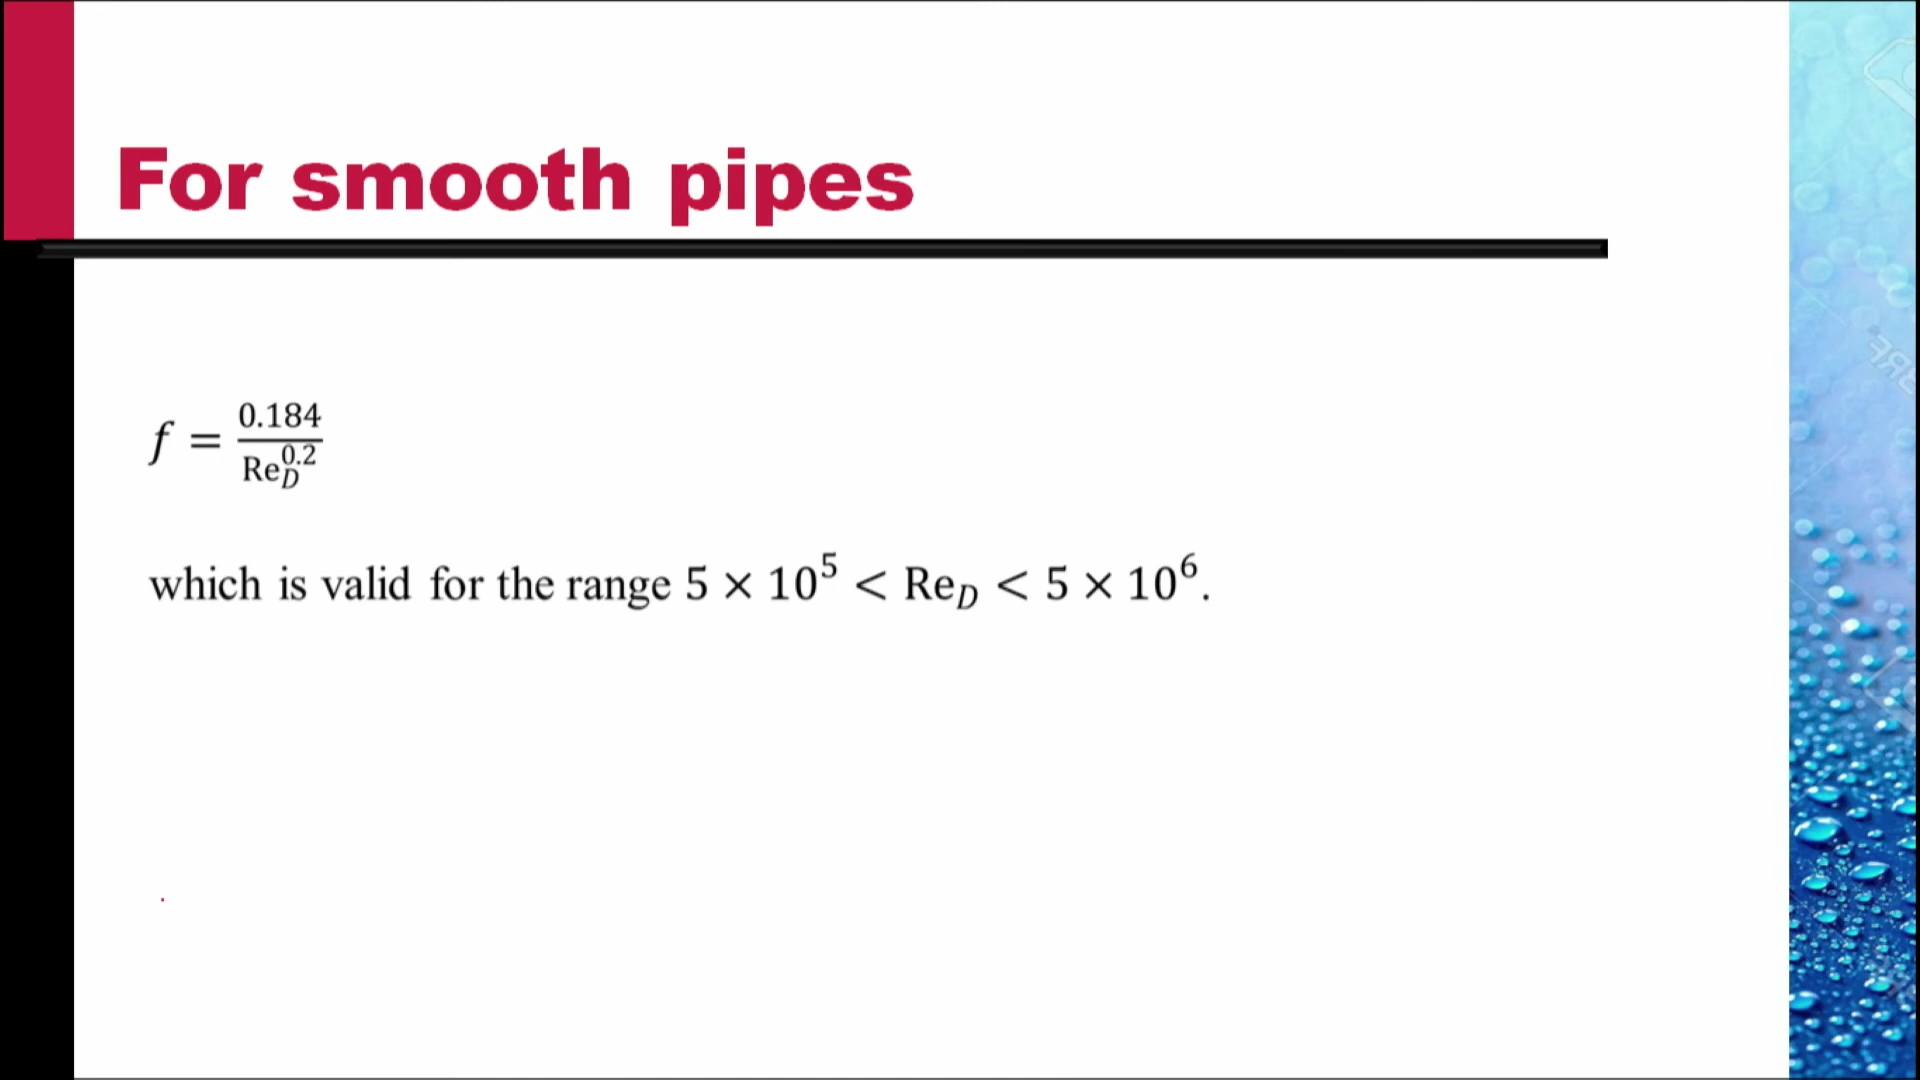 For smooth pipes
f = 0.184 / Re_D^0.2
which is valid for the range 5 × 10^5 < Re_D < 5 × 10^6.